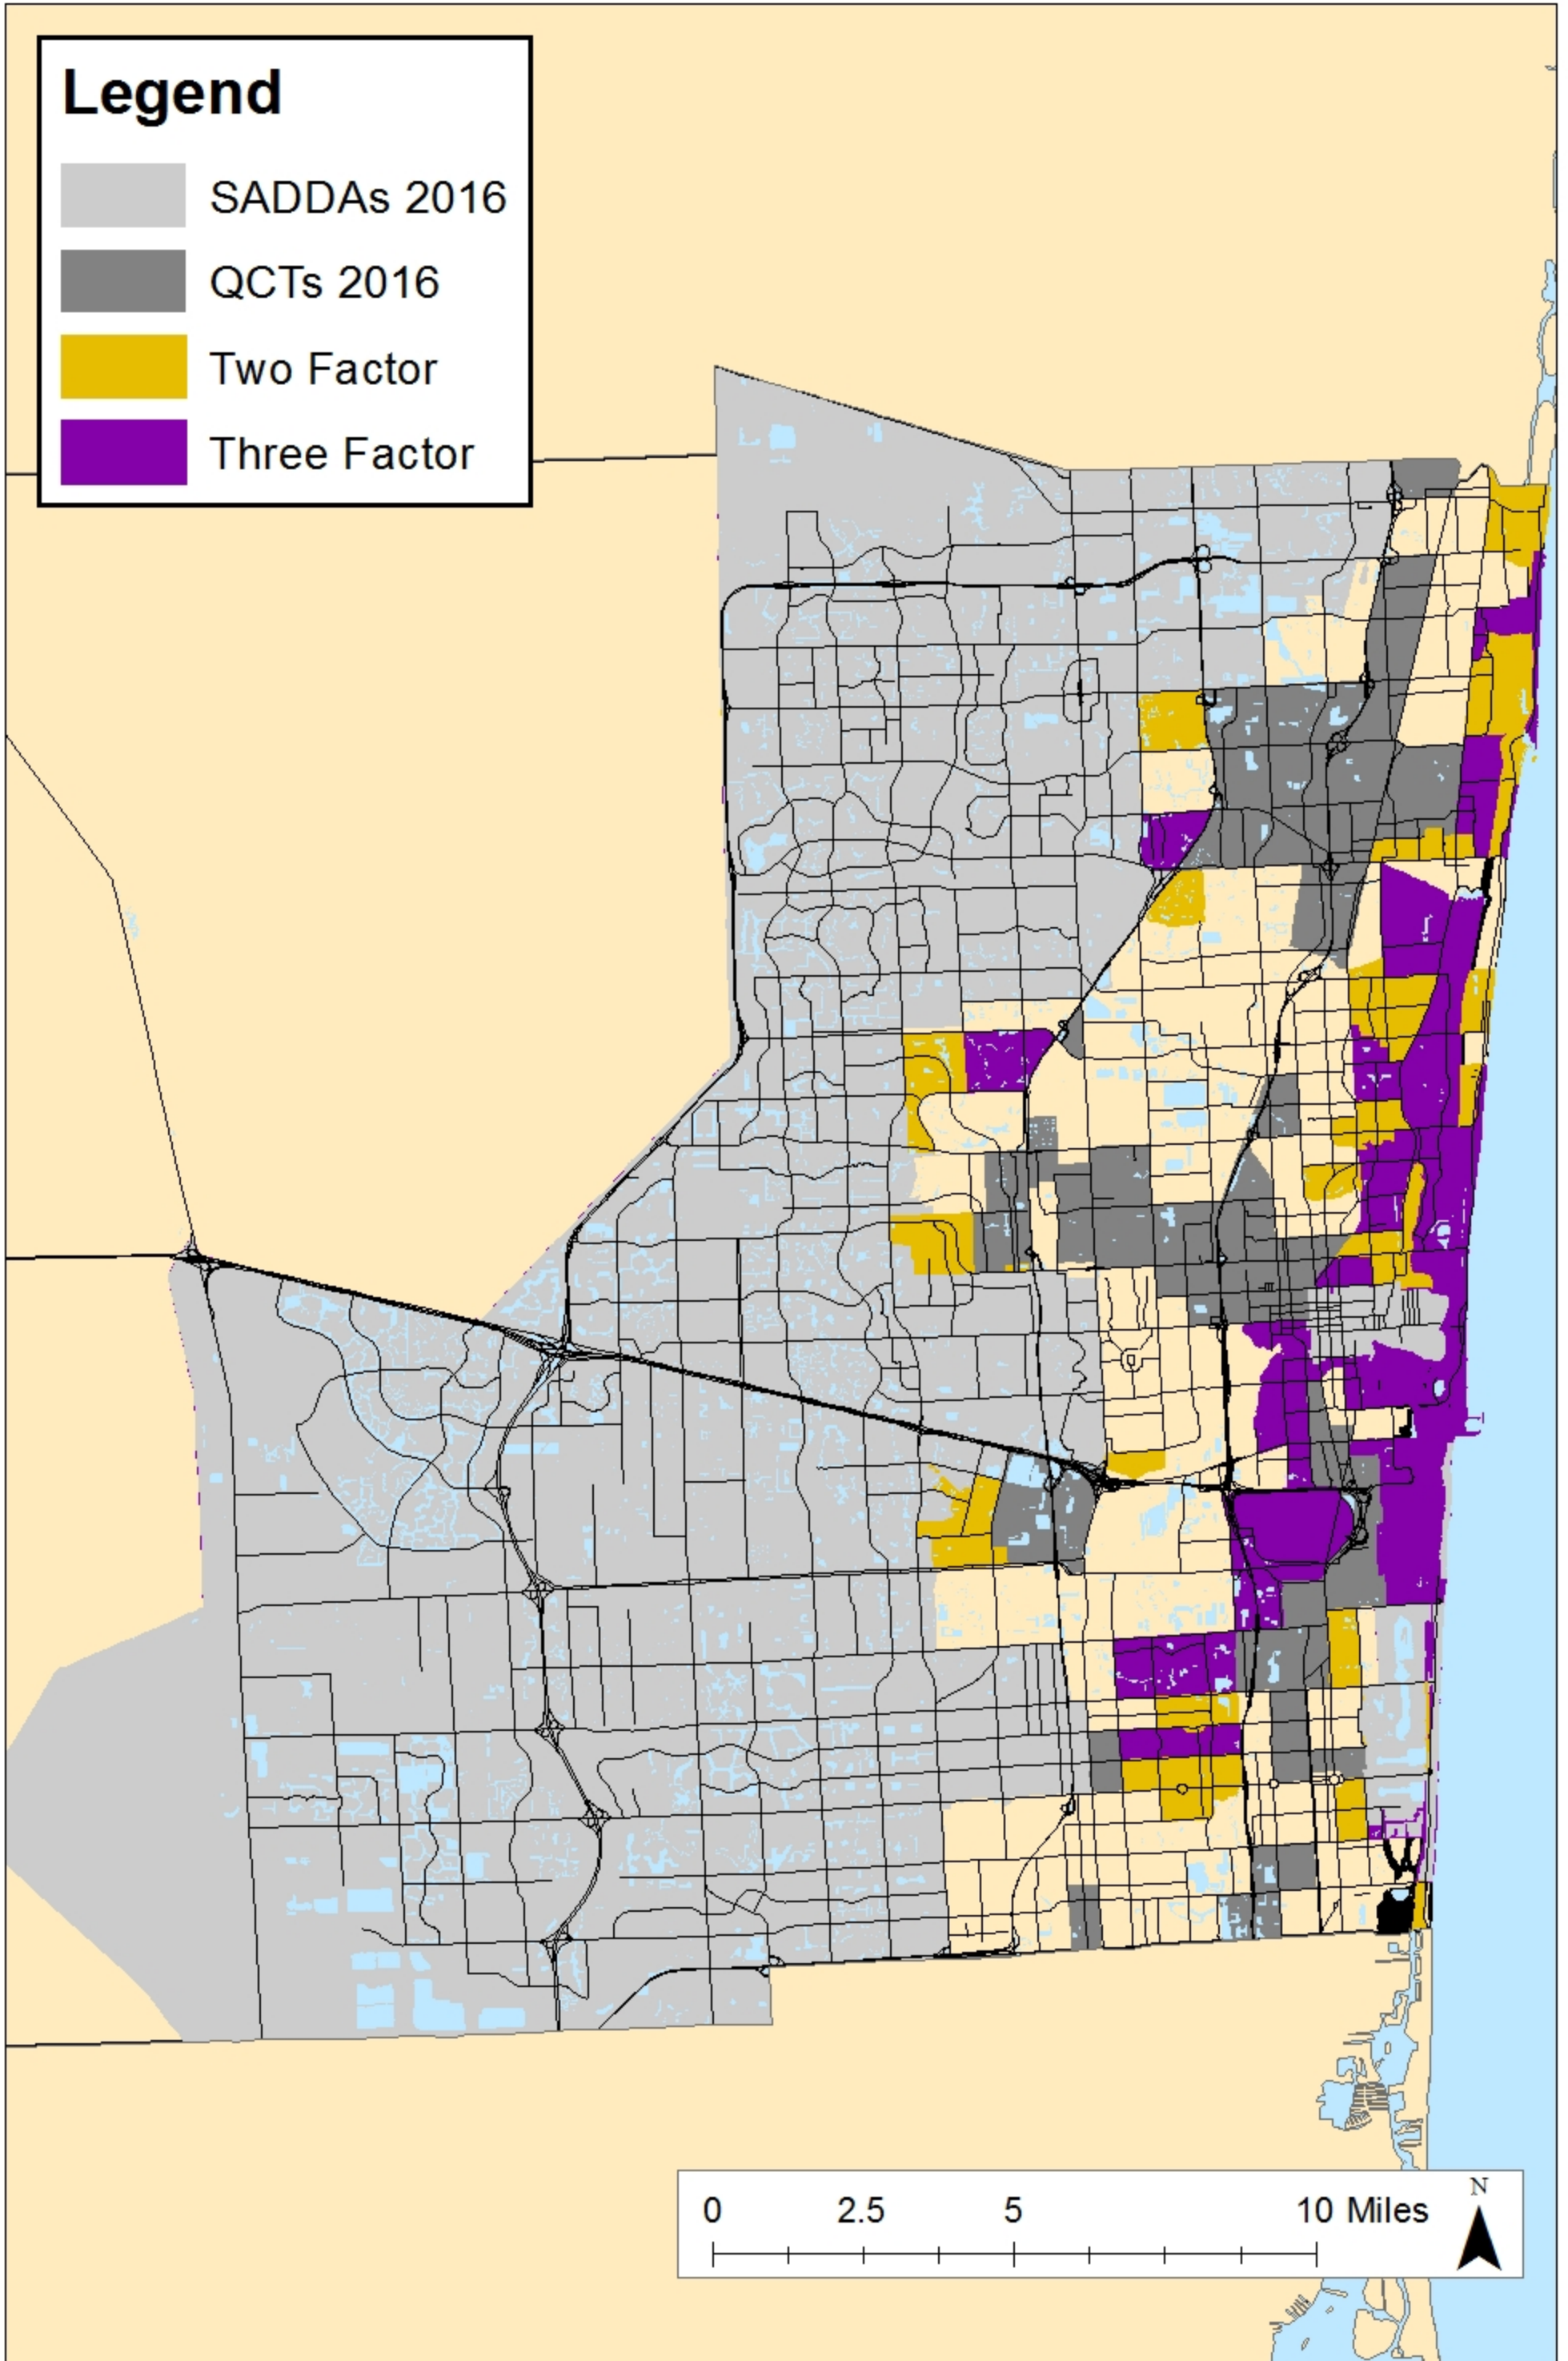 Legend
SADDAs 2016
QCTs 2016
Two Factor
Three Factor
0 2.5 5 10 Miles
N